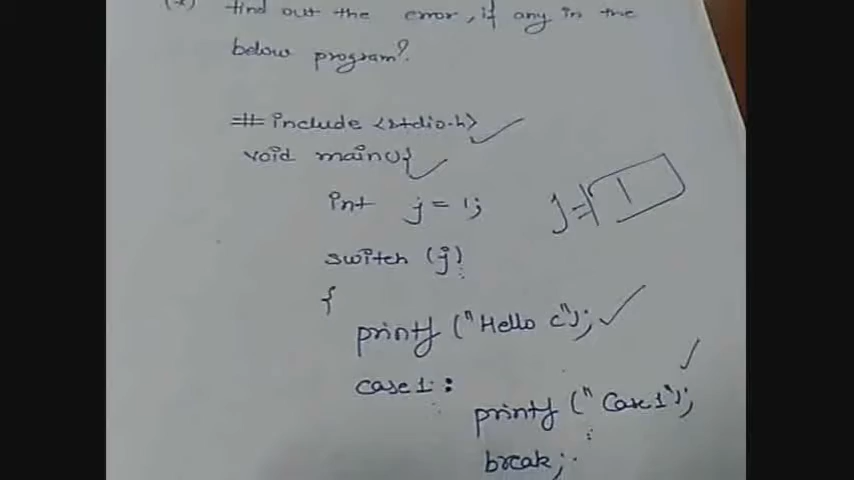 find out the error, if any in the
below program?
# include <stdio.h>
void main(){
int j = 1;
j = 1
switch (j)
{
printf ("Hello c");
case 1 :
printf ("Case 1");
break;